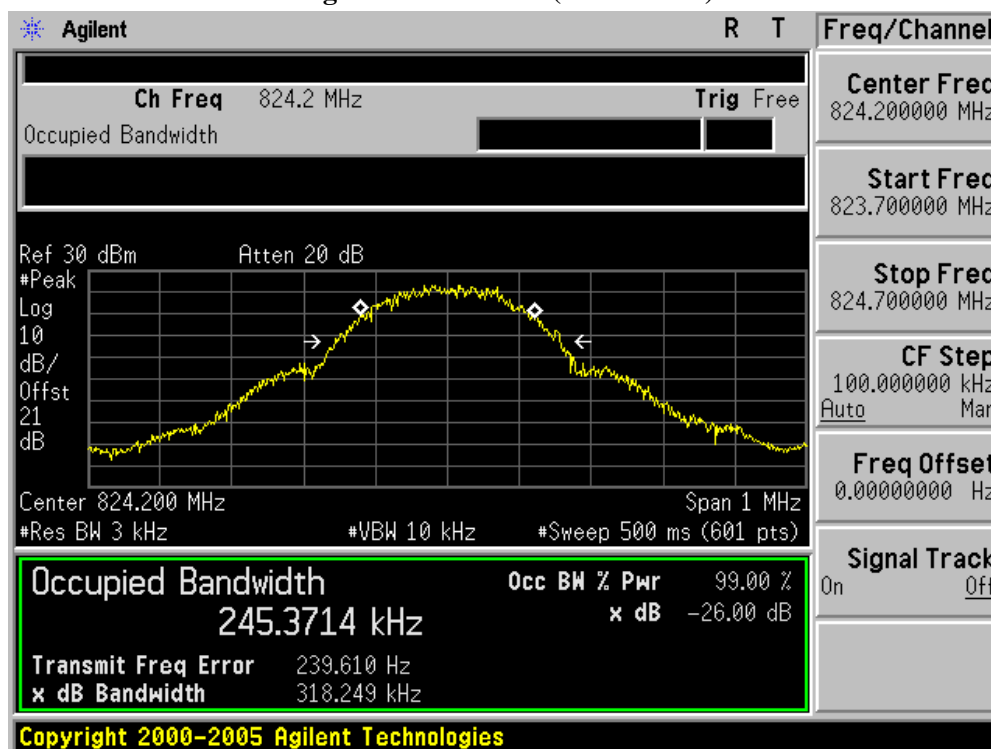 Agilent R T
Freq/Channel
Ch Freq 824.2 MHz Trig Free
Occupied Bandwidth
Center Freq
824.200000 MHz
Start Freq
823.700000 MHz
Stop Freq
824.700000 MHz
CF Step
100.000000 kHz
Auto Man
Freq Offset
0.00000000 Hz
Signal Track
On Off
Ref 30 dBm Atten 20 dB
#Peak
Log
10
dB/
Offst
21
dB
Center 824.200 MHz Span 1 MHz
#Res BW 3 kHz #VBW 10 kHz #Sweep 500 ms (601 pts)
Occupied Bandwidth Occ BW % Pwr 99.00 %
245.3714 kHz x dB -26.00 dB
Transmit Freq Error 239.610 Hz
x dB Bandwidth 318.249 kHz
Copyright 2000-2005 Agilent Technologies